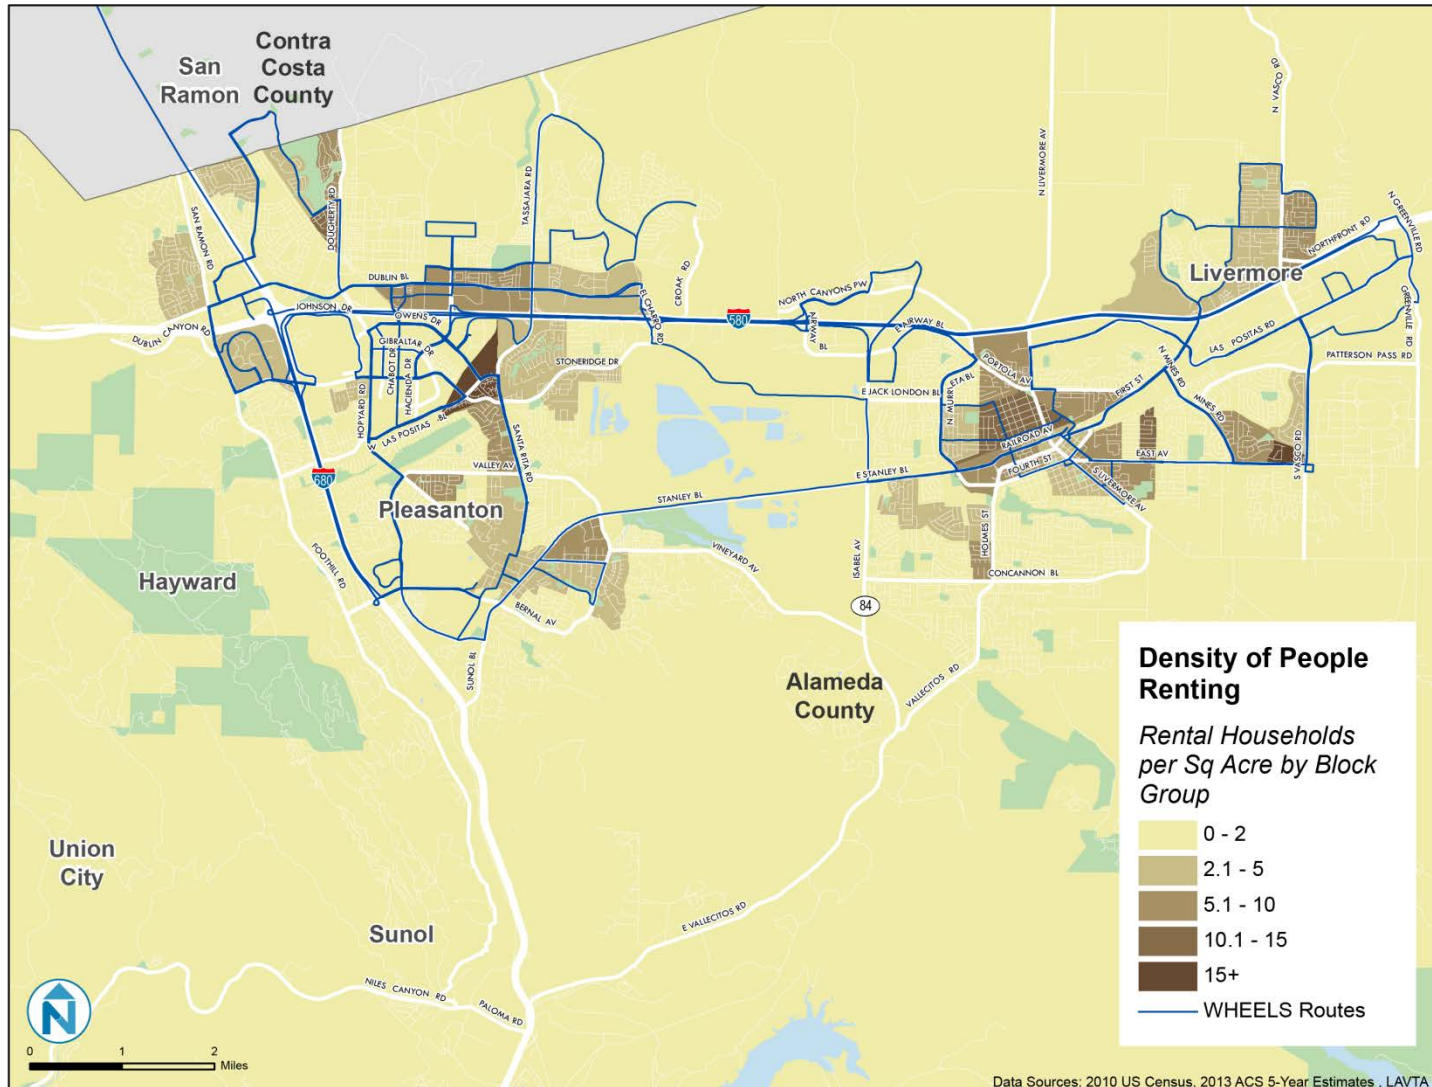 San
Ramon
Contra
Costa
County
N VASCO RD
N LIVERMORE AV
TASSAJARA RD
DOUGHERTY RD
SAN RAMON RD
N GREENVILLE RD
NORTHFRONT RD
Livermore
DUBLIN BL
CROAK RD
EL CHARRO RD
NORTH CANYONS PW
JOHNSON DR
OWENS DR
580
AIRWAY
BL
E AIRWAY BL
GREENVILLE RD
DUBLIN CANYON RD
GIBRALTAR DR
LAS POSITAS RD
STONERIDGE DR
PORTOLA AV
N MINES RD
PATTERSON PASS RD
CHABOT DR
HACIENDA DR
HOPYARD RD
E JACK LONDON BL
FIRST ST
MINES RD
W LAS POSITAS BL
SANTA RITA RD
RAILROAD AV
S VASCO RD
680
VALLEY AV
E STANLEY BL
FOURTH ST
EAST AV
S LIVERMORE AV
Pleasanton
STANLEY BL
HOLMES ST
FOOTHILL RD
VINEYARD AV
ISABEL AV
Hayward
CONCANNON BL
BERNAL AV
84
SUNOL BL
Alameda
County
VALLECITOS RD
Union
City
E VALLECITOS RD
Sunol
NILES CANYON RD
PALOMA RD
Density of People
Renting
Rental Households
per Sq Acre by Block
Group
0 - 2
2.1 - 5
5.1 - 10
10.1 - 15
15+
WHEELS Routes
N
0 1 2
Miles
Data Sources: 2010 US Census, 2013 ACS 5-Year Estimates , LAVTA